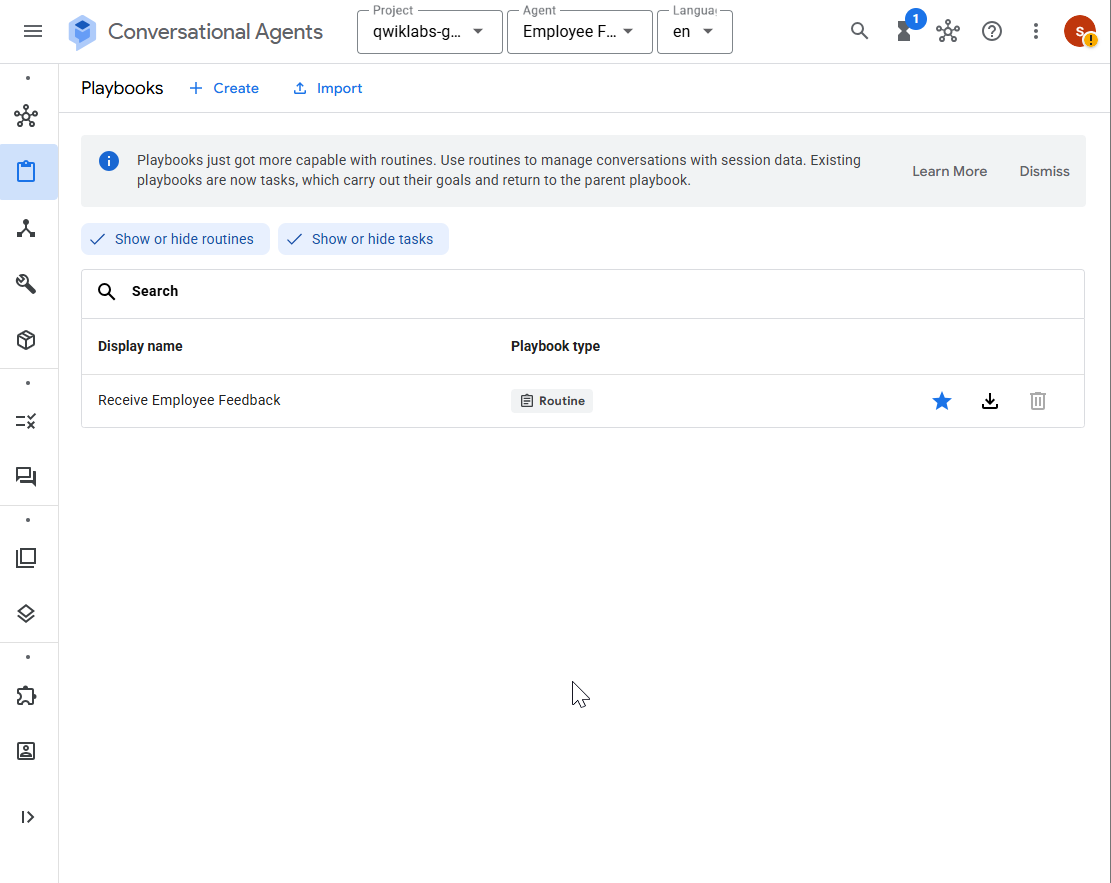 Conversational Agents
Project
qwiklabs-g...
Agent
Employee F...
Langua
en
1
s
Playbooks
Create
Import
Playbooks just got more capable with routines. Use routines to manage conversations with session data. Existing
playbooks are now tasks, which carry out their goals and return to the parent playbook.
Learn More
Dismiss
Show or hide routines
Show or hide tasks
Search
Display name
Playbook type
Receive Employee Feedback
Routine